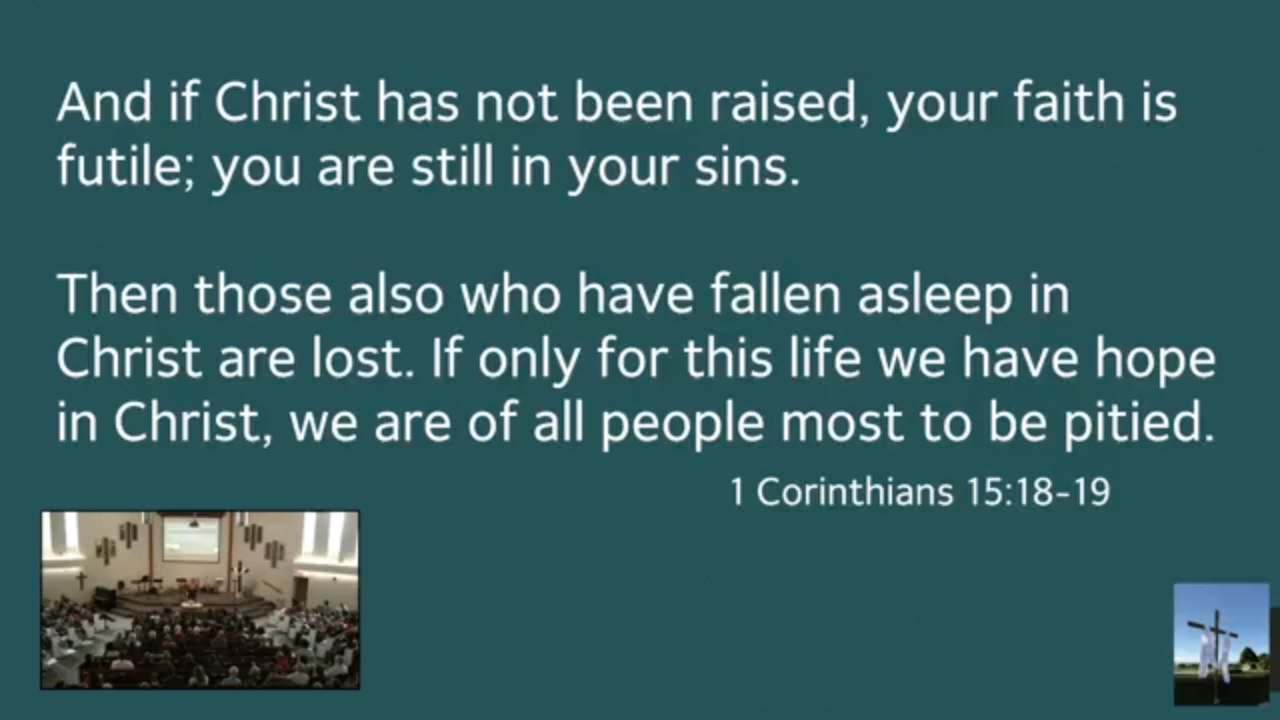 And if Christ has not been raised, your faith is
futile; you are still in your sins.
Then those also who have fallen asleep in
Christ are lost. If only for this life we have hope
in Christ, we are of all people most to be pitied.
1 Corinthians 15:18-19